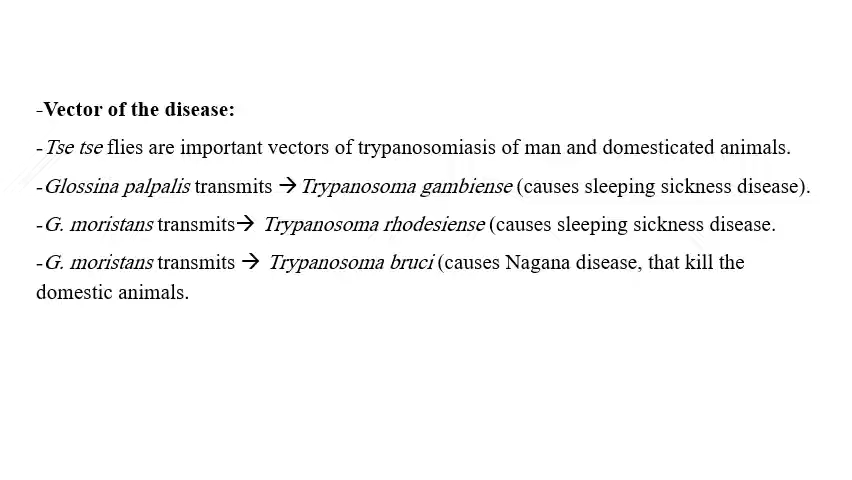 -Vector of the disease:
-Tse tse flies are important vectors of trypanosomiasis of man and domesticated animals.
-Glossina palpalis transmits → Trypanosoma gambiense (causes sleeping sickness disease).
-G. moristans transmits→ Trypanosoma rhodesiense (causes sleeping sickness disease.
-G. moristans transmits → Trypanosoma bruci (causes Nagana disease, that kill the
domestic animals.